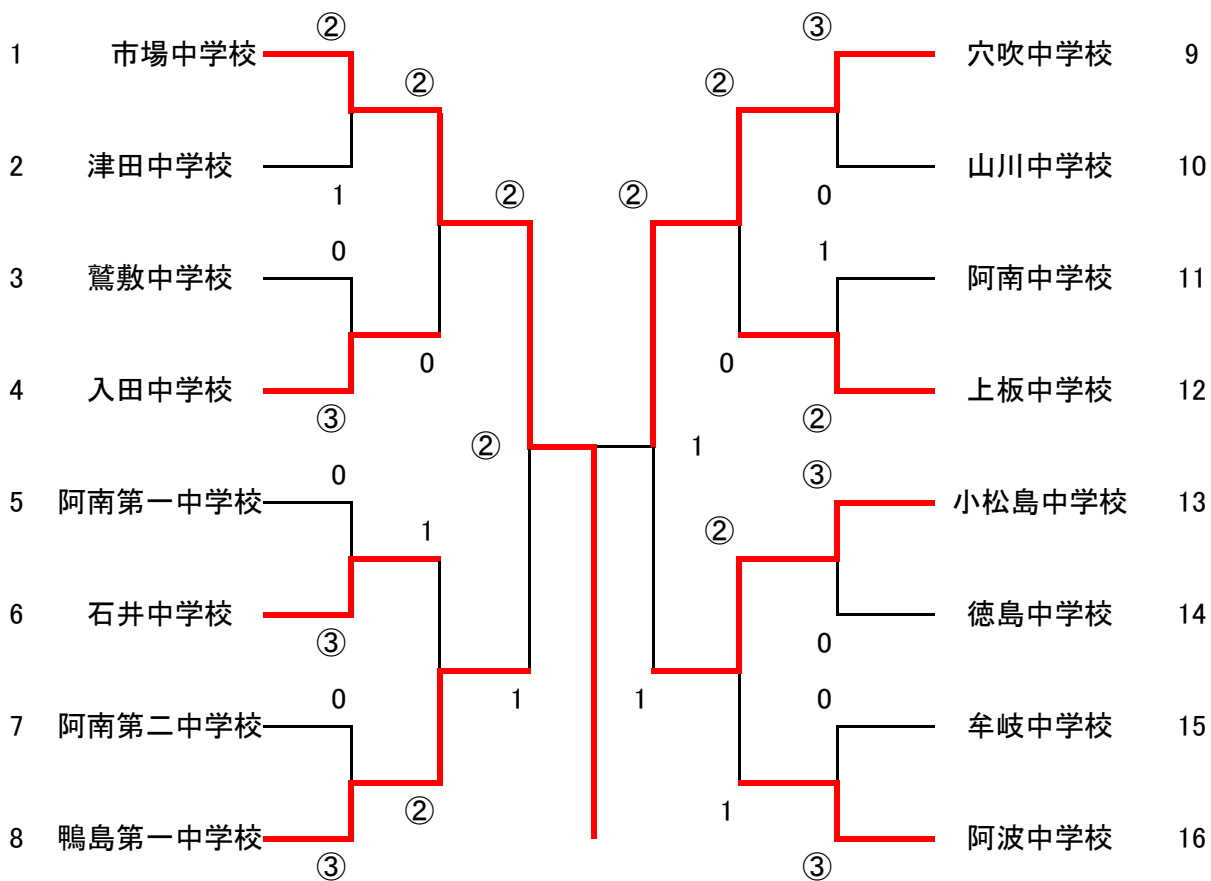 ② ③
1 市場中学校 穴吹中学校 9
② ②
2 津田中学校 山川中学校 10
1 ② ② 0
0 1
3 鷲敷中学校 阿南中学校 11
0 0
4 入田中学校 上板中学校 12
③ ②
② 1
0 ③
5 阿南第一中学校 小松島中学校 13
1 ②
6 石井中学校 徳島中学校 14
③ 0
0 1 1 0
7 阿南第二中学校 牟岐中学校 15
② 1
8 鴨島第一中学校 阿波中学校 16
③ ③